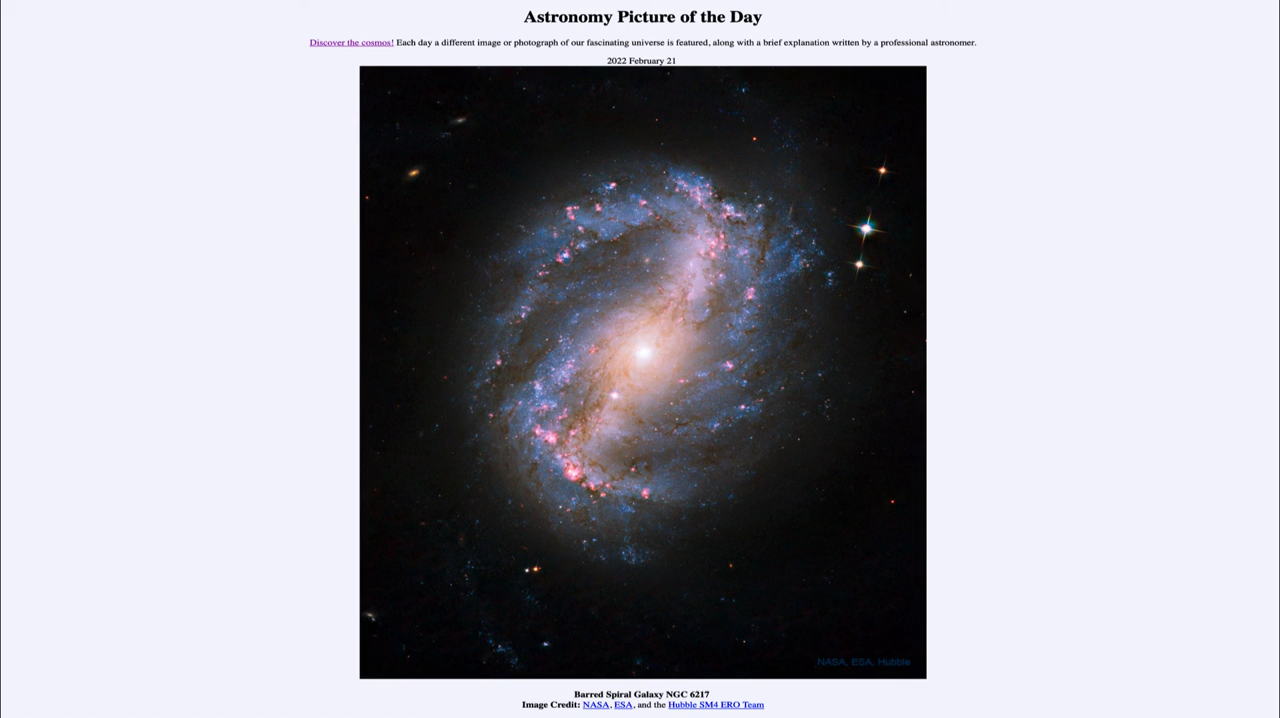 Astronomy Picture of the Day
Discover the cosmos! Each day a different image or photograph of our fascinating universe is featured, along with a brief explanation written by a professional astronomer.
2022 February 21
NASA, ESA, Hubble
Barred Spiral Galaxy NGC 6217
Image Credit: NASA, ESA, and the Hubble SM4 ERO Team